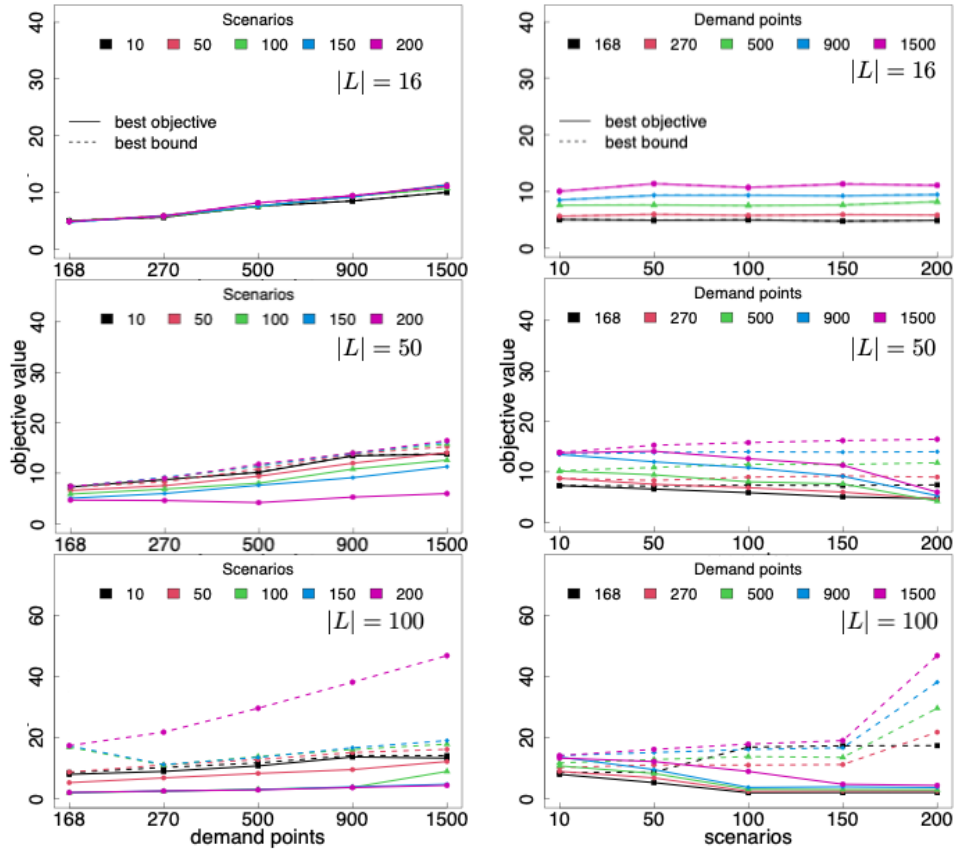 Scenarios
10 50 100 150 200
|L| = 16
best objective
best bound
0 10 20 30 40
168 270 500 900 1500
Demand points
168 270 500 900 1500
|L| = 16
best objective
best bound
0 10 20 30 40
10 50 100 150 200
Scenarios
10 50 100 150 200
|L| = 50
objective value
0 10 20 30 40
168 270 500 900 1500
Demand points
168 270 500 900 1500
|L| = 50
objective value
0 10 20 30 40
10 50 100 150 200
Scenarios
10 50 100 150 200
|L| = 100
0 20 40 60
168 270 500 900 1500
demand points
Demand points
168 270 500 900 1500
|L| = 100
0 20 40 60
10 50 100 150 200
scenarios